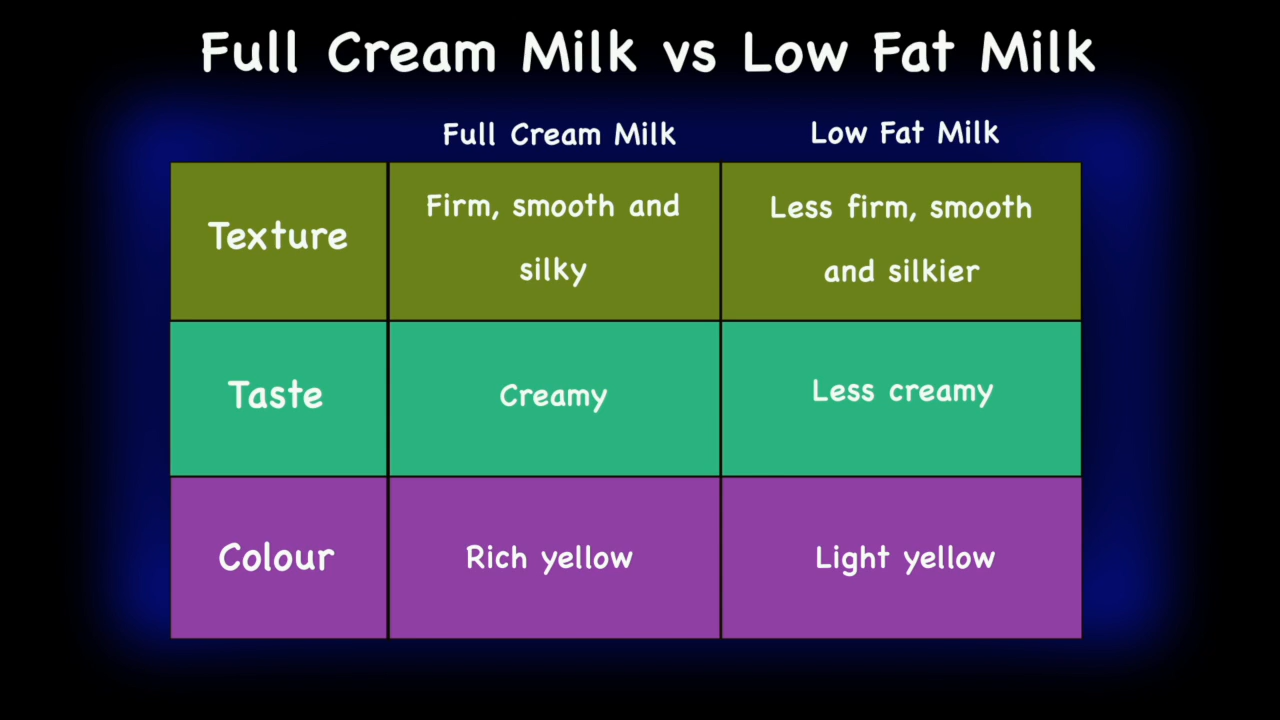 Full Cream Milk vs Low Fat Milk
Full Cream Milk
Low Fat Milk
Texture
Firm, smooth and
silky
Less firm, smooth
and silkier
Taste
Creamy
Less creamy
Colour
Rich yellow
Light yellow